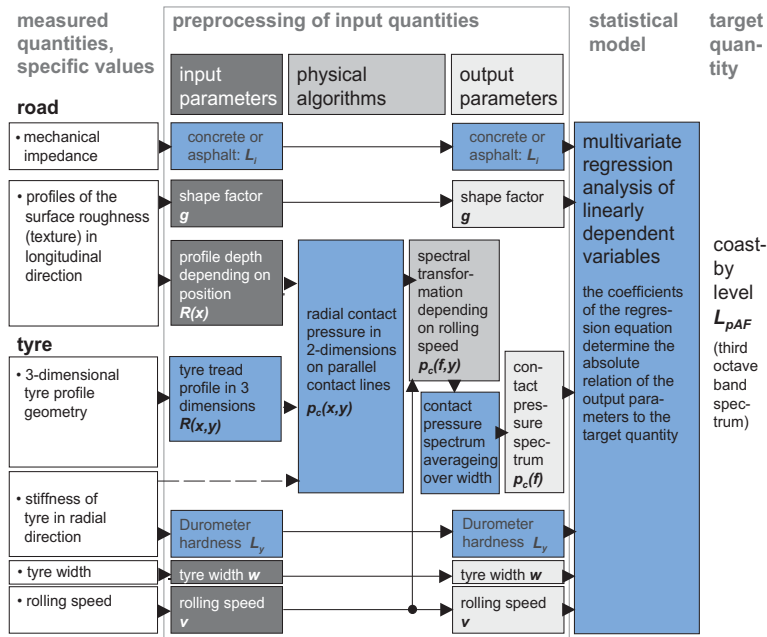 measured
quantities,
specific values
preprocessing of input quantities
statistical
model
target
quan-
tity
input
parameters
physical
algorithms
output
parameters
road
• mechanical
impedance
concrete or
asphalt: Li
concrete or
asphalt: Li
• profiles of the
surface roughness
(texture) in
longitudinal
direction
shape factor
g
shape factor
g
profile depth
depending on
position
R(x)
radial contact
pressure in
2-dimensions
on parallel
contact lines
pc(x,y)
spectral
transfor-
mation
depending
on rolling
speed
pc(f,y)
tyre
• 3-dimensional
tyre profile
geometry
tyre tread
profile in 3
dimensions
R(x,y)
contact
pressure
spectrum
averageing
over width
con-
tact
pres-
sure
spec-
trum
pc(f)
• stiffness of
tyre in radial
direction
Durometer
hardness Ly
Durometer
hardness Ly
• tyre width
tyre width w
tyre width w
• rolling speed
rolling speed
v
rolling speed
v
multivariate
regression
analysis of
linearly
dependent
variables
the coefficients
of the regres-
sion equation
determine the
absolute
relation of the
output para-
meters to the
target quantity
coast-
by
level
LpAF
(third
octave
band
spec-
trum)